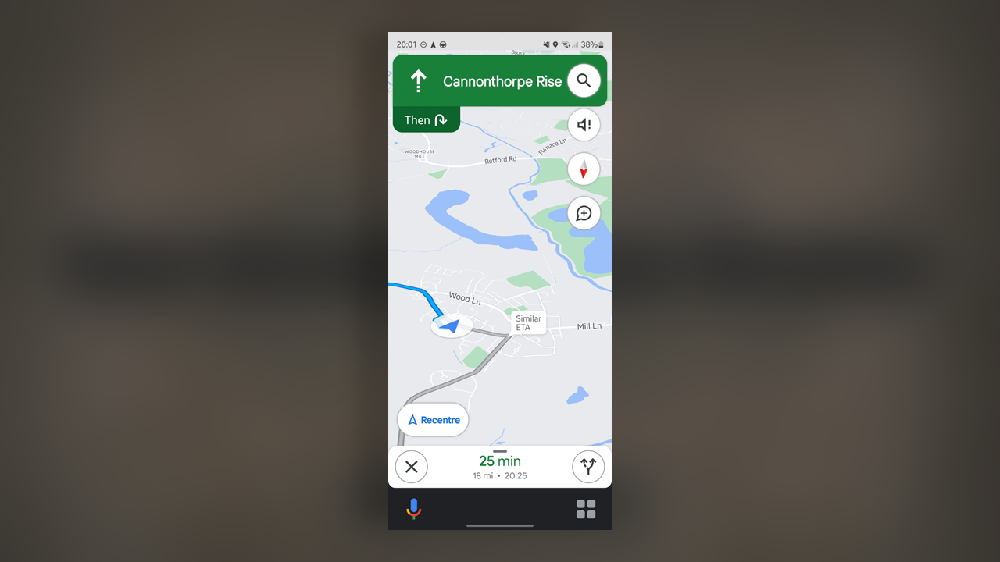 20:01
38%
Cannonthorpe Rise
Then
WOODHOUSE
MILL
Furnace Ln
Retford Rd
Wood Ln
Similar
ETA
Mill Ln
Recentre
25 min
18 mi • 20:25